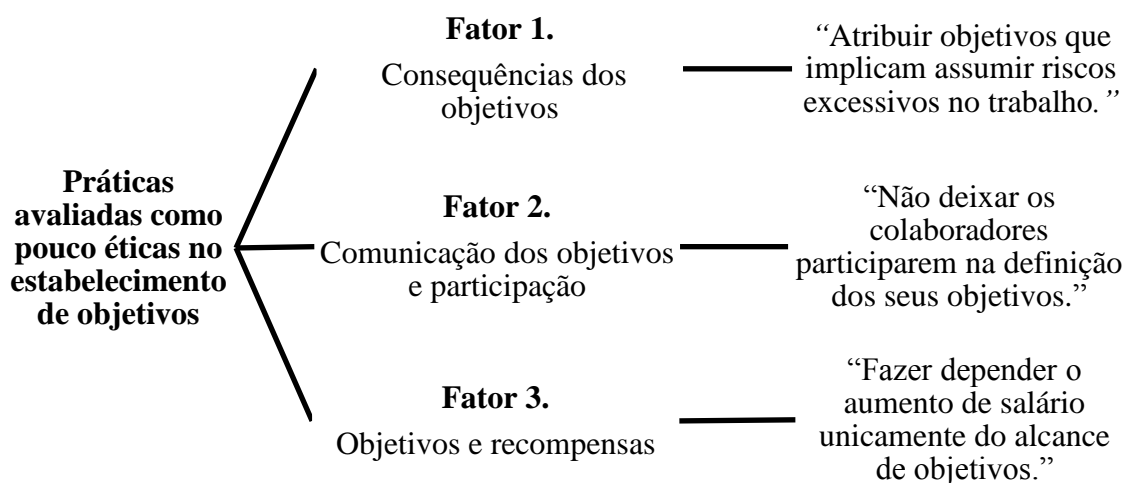 Práticas
avaliadas como
pouco éticas no
estabelecimento
de objetivos
Fator 1.
Consequências dos
objetivos
“Atribuir objetivos que
implicam assumir riscos
excessivos no trabalho. ”
Fator 2.
Comunicação dos objetivos
e participação
“Não deixar os
colaboradores
participarem na definição
dos seus objetivos.”
Fator 3.
Objetivos e recompensas
“Fazer depender o
aumento de salário
unicamente do alcance
de objetivos.”